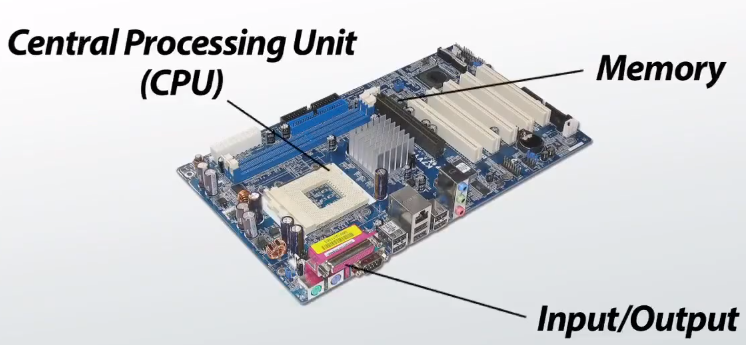 Central Processing Unit
(CPU)
Memory
Input/Output